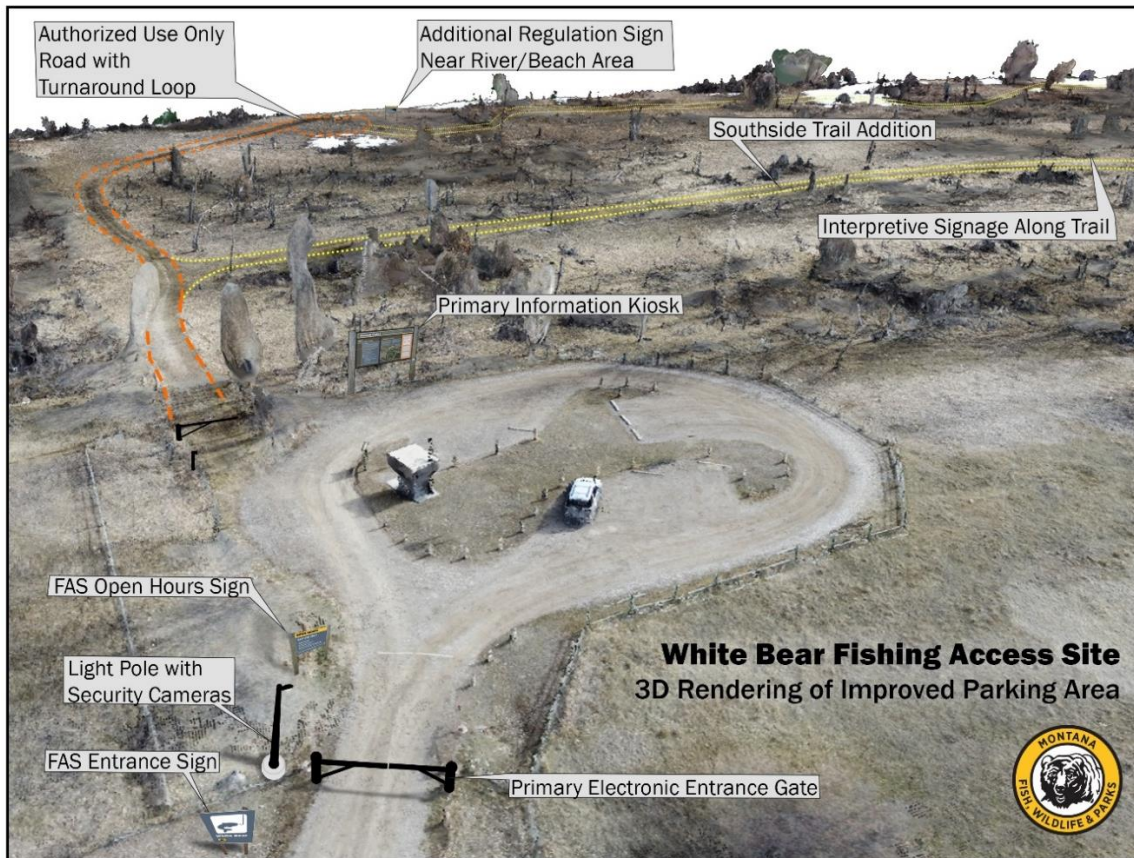 Authorized Use Only
Road with
Turnaround Loop
Additional Regulation Sign
Near River/Beach Area
Southside Trail Addition
Interpretive Signage Along Trail
Primary Information Kiosk
FAS Open Hours Sign
Light Pole with
Security Cameras
FAS Entrance Sign
Primary Electronic Entrance Gate
White Bear Fishing Access Site
3D Rendering of Improved Parking Area
MONTANA
FISH, WILDLIFE & PARKS